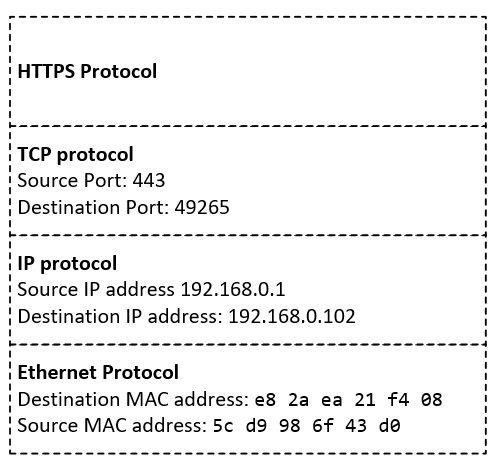 HTTPS Protocol
TCP protocol
Source Port: 443
Destination Port: 49265
IP protocol
Source IP address 192.168.0.1
Destination IP address: 192.168.0.102
Ethernet Protocol
Destination MAC address: e8 2a ea 21 f4 08
Source MAC address: 5c d9 98 6f 43 d0